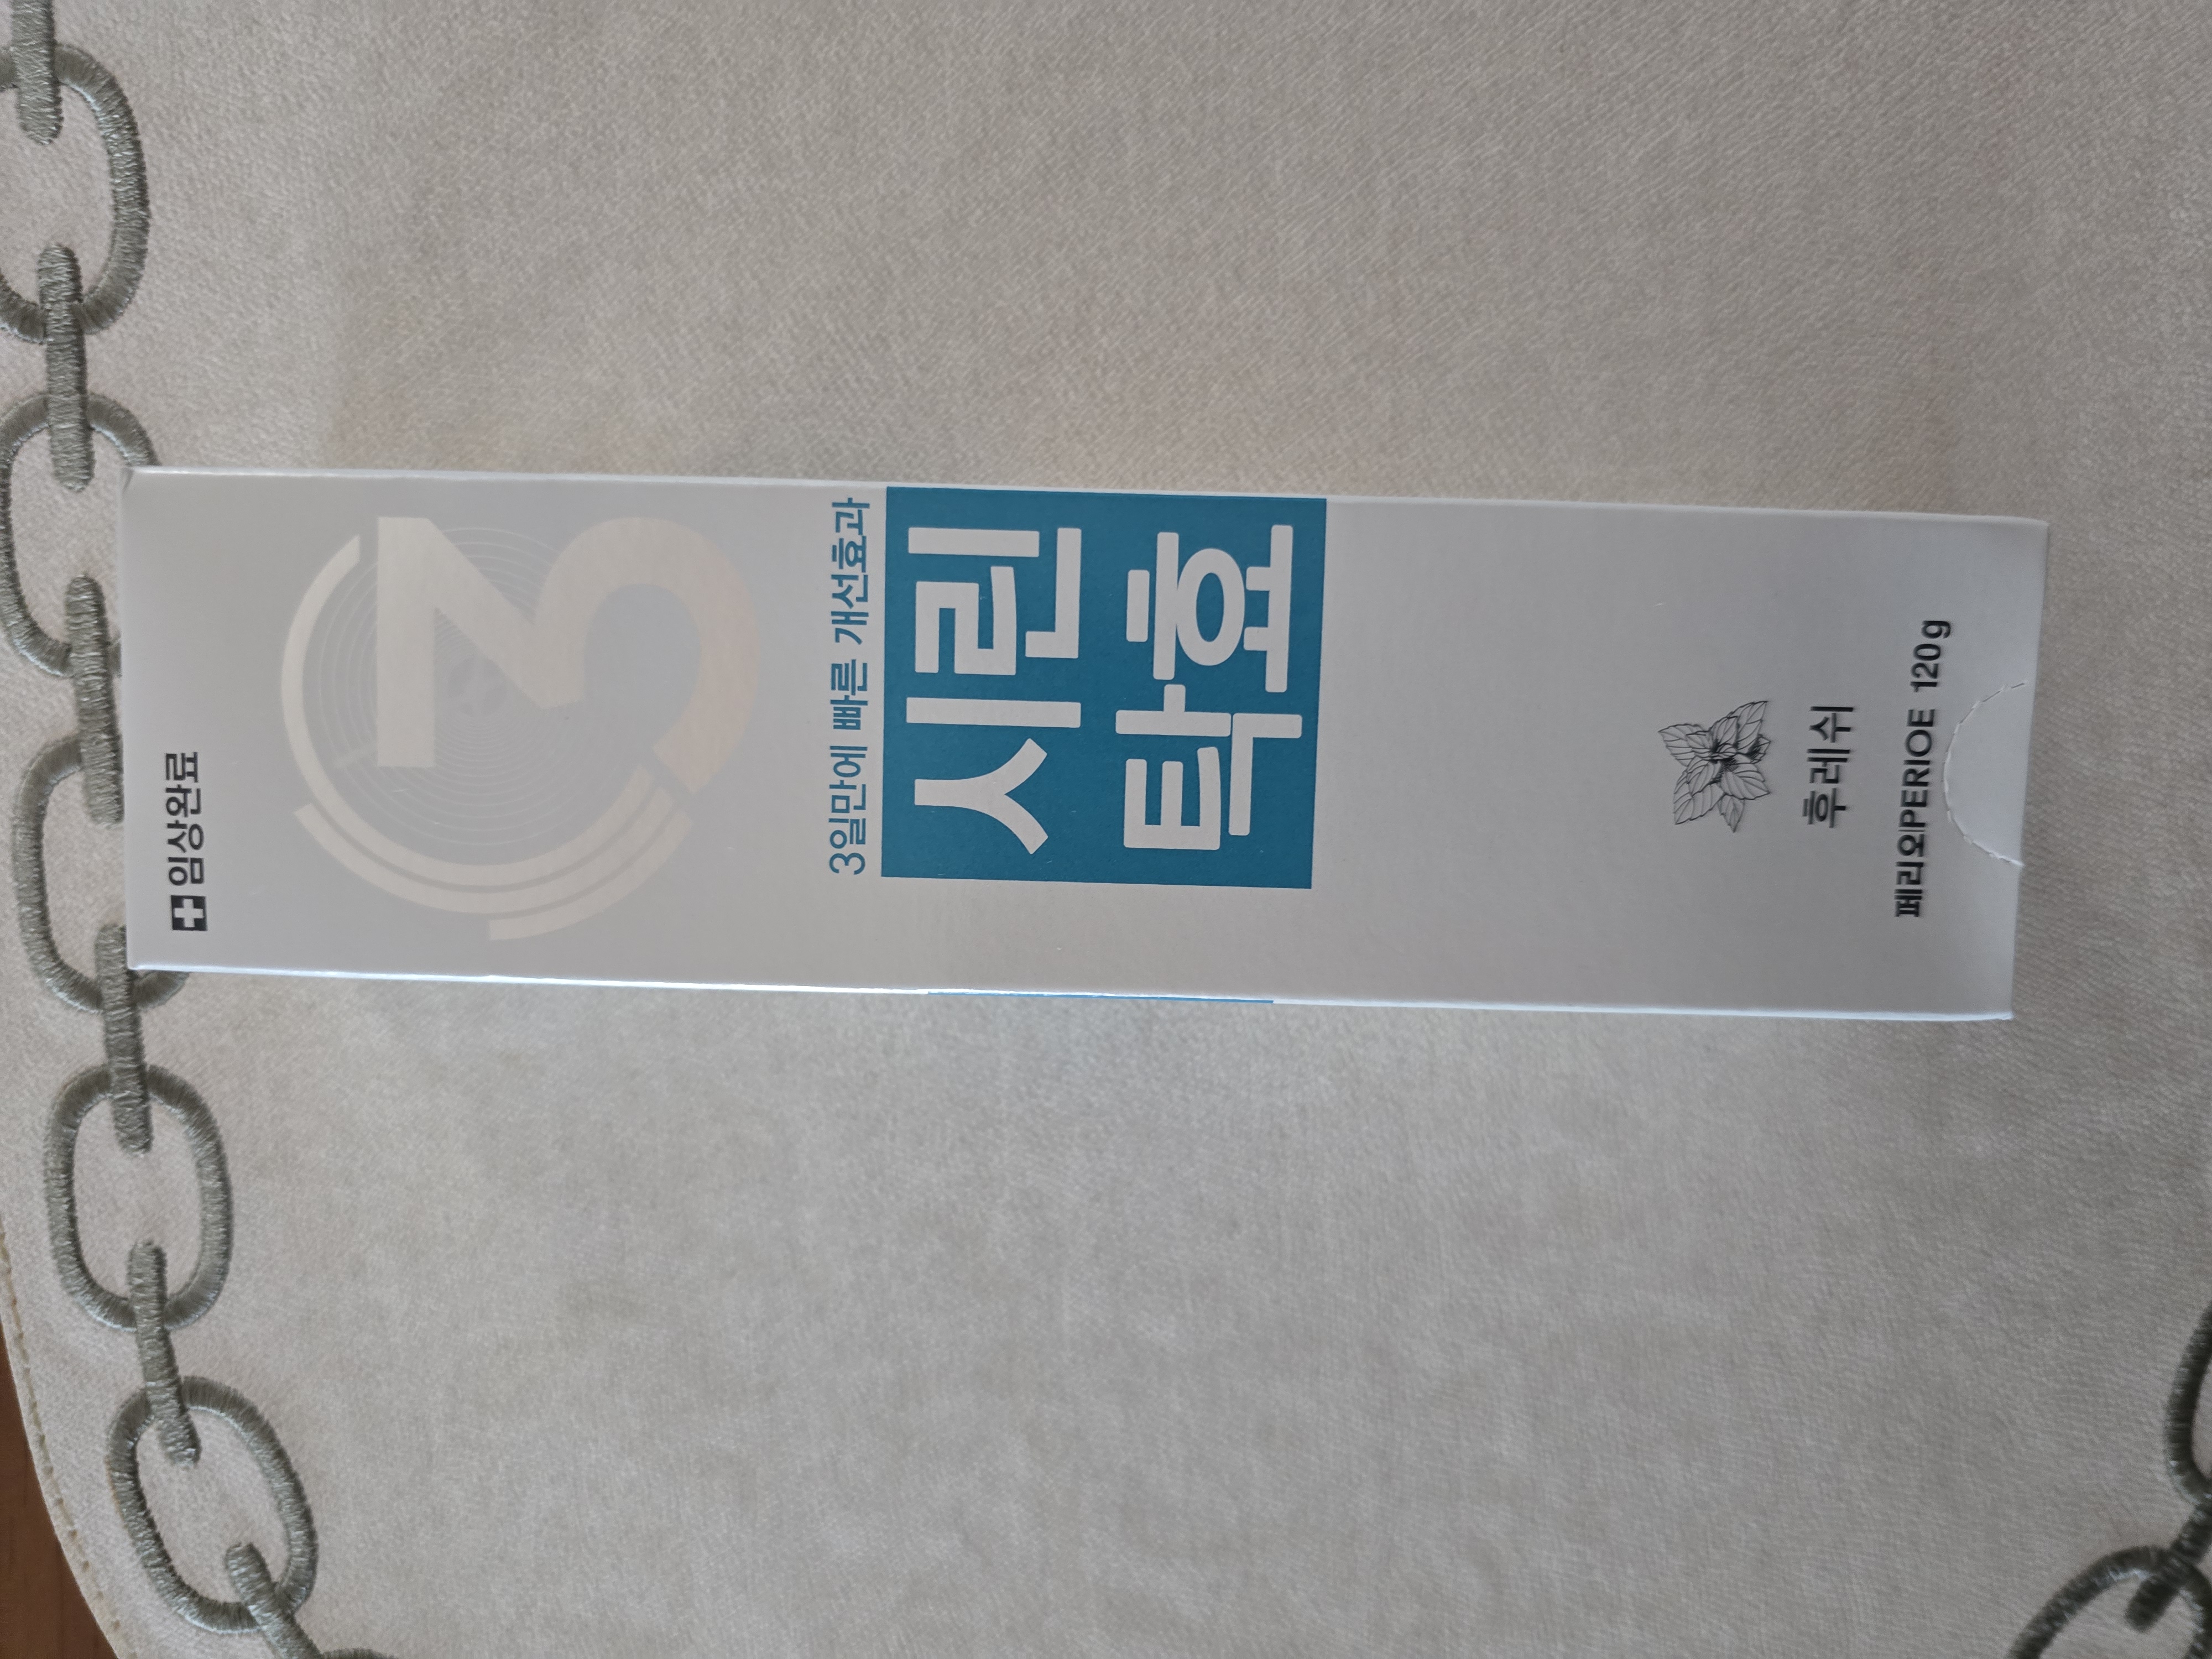 임상완료
3
3일만에 빠른 개선효과
시린
탁효
후레쉬
페리오PERIOE 120g